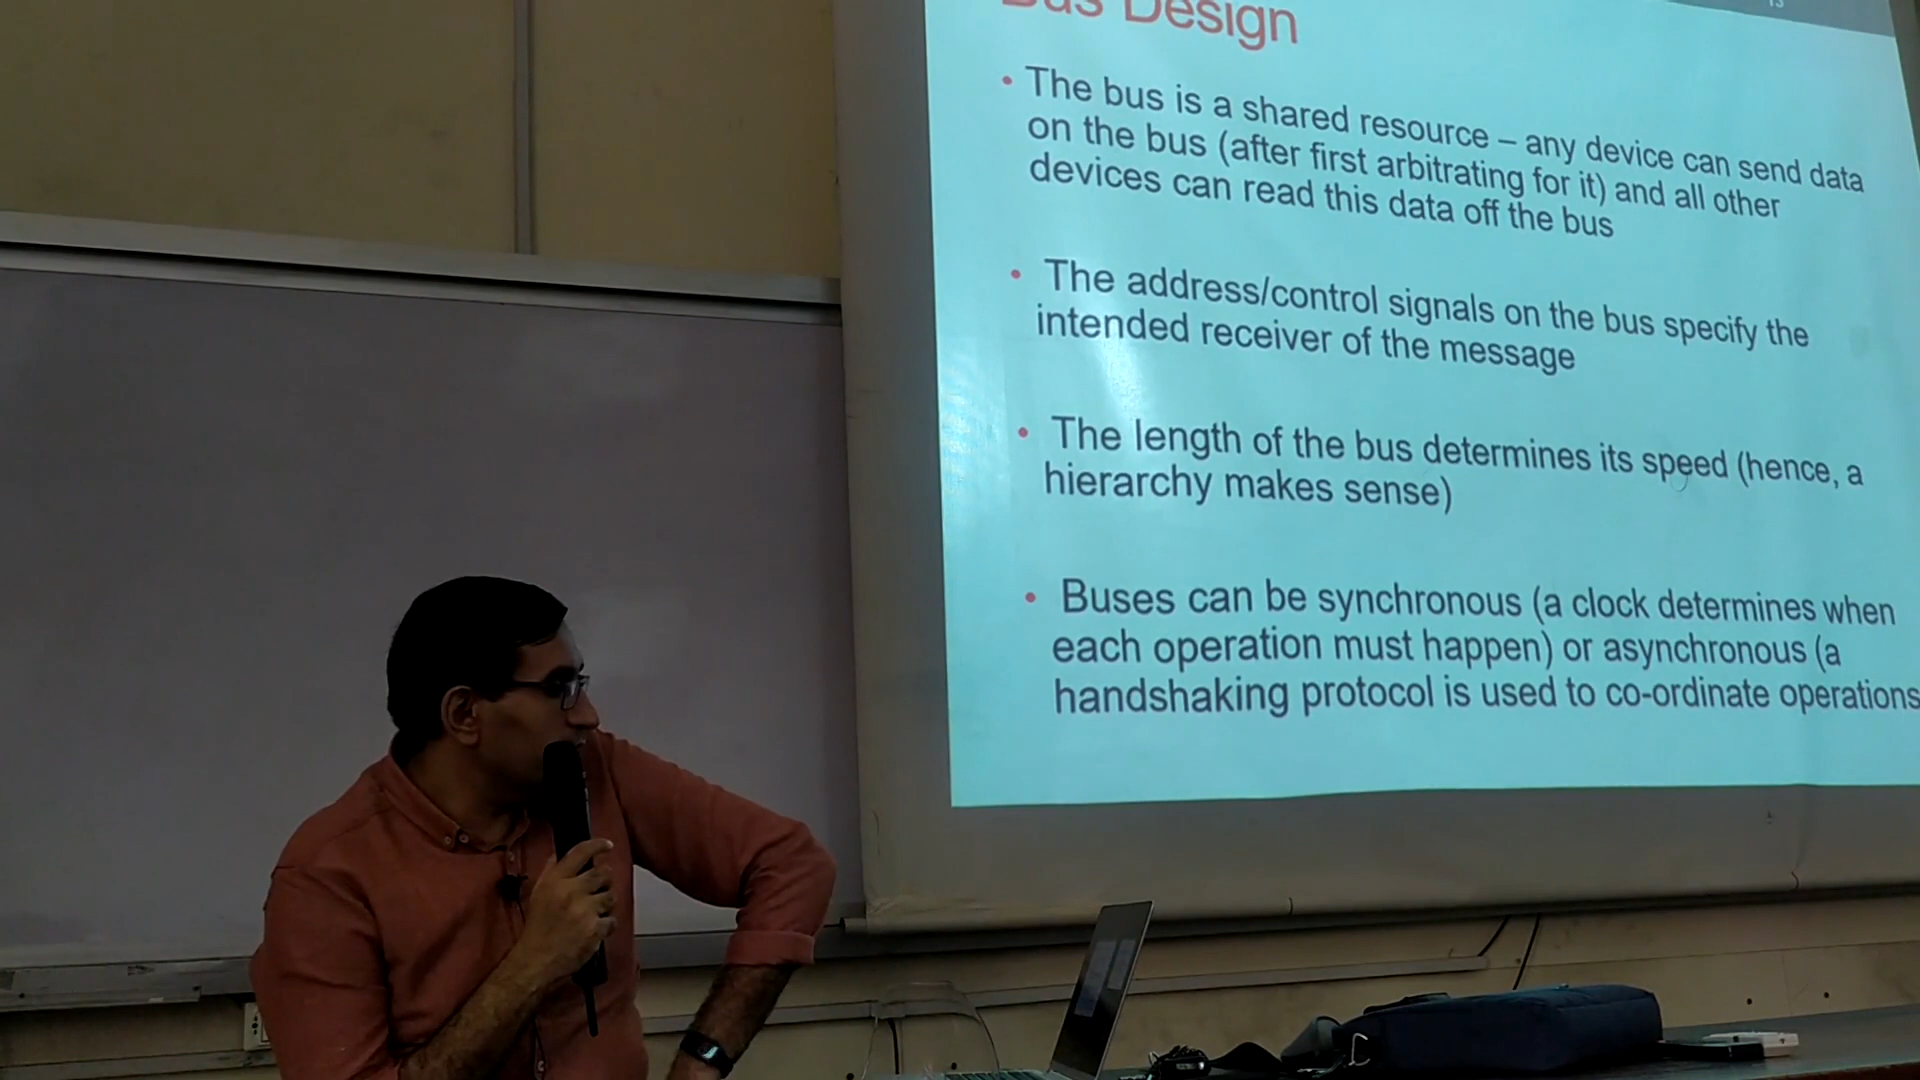 Bus Design
• The bus is a shared resource – any device can send data
on the bus (after first arbitrating for it) and all other
devices can read this data off the bus
• The address/control signals on the bus specify the
intended receiver of the message
• The length of the bus determines its speed (hence, a
hierarchy makes sense)
• Buses can be synchronous (a clock determines when
each operation must happen) or asynchronous (a
handshaking protocol is used to co-ordinate operations